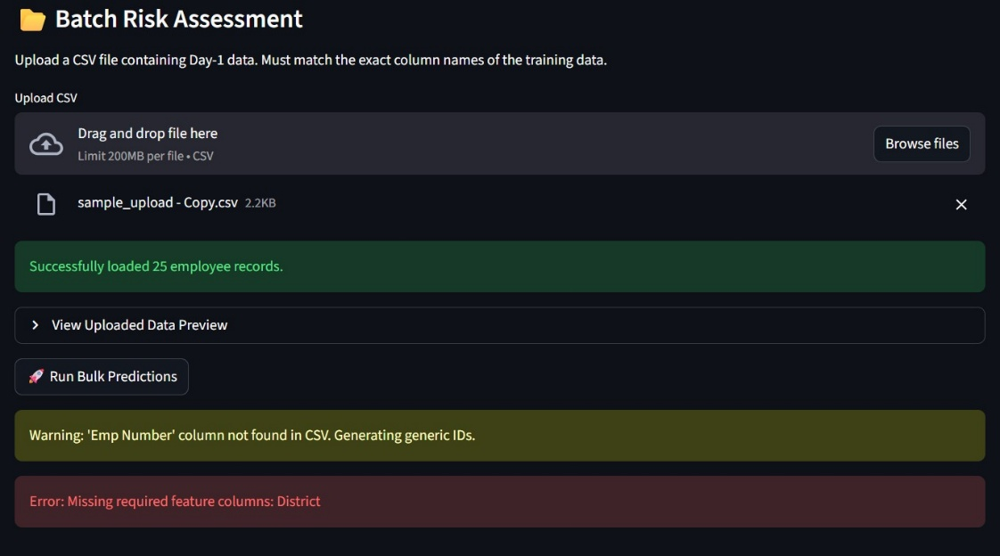 Batch Risk Assessment
Upload a CSV file containing Day-1 data. Must match the exact column names of the training data.
Upload CSV
Drag and drop file here
Limit 200MB per file • CSV
Browse files
sample_upload - Copy.csv 2.2KB
Successfully loaded 25 employee records.
View Uploaded Data Preview
Run Bulk Predictions
Warning: 'Emp Number' column not found in CSV. Generating generic IDs.
Error: Missing required feature columns: District